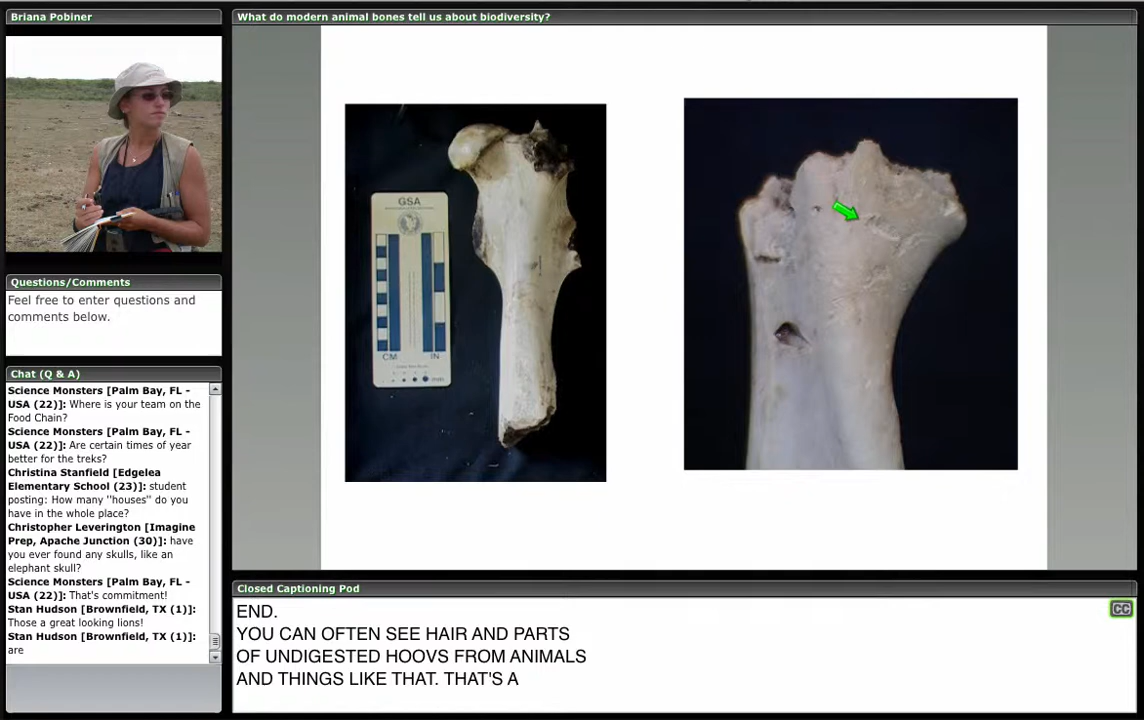 Briana Pobiner
What do modern animal bones tell us about biodiversity?
GSA
CM
IN
mm
Questions/Comments
Feel free to enter questions and
comments below.
Chat (Q & A)
Science Monsters [Palm Bay, FL -
USA (22)]: Where is your team on the
Food Chain?
Science Monsters [Palm Bay, FL -
USA (22)]: Are certain times of year
better for the treks?
Christina Stanfield [Edgelea
Elementary School (23)]: student
posting: How many "houses" do you
have in the whole place?
Christopher Leverington [Imagine
Prep, Apache Junction (30)]: have
you ever found any skulls, like an
elephant skull?
Science Monsters [Palm Bay, FL -
USA (22)]: That's commitment!
Stan Hudson [Brownfield, TX (1)]:
Those a great looking lions!
Stan Hudson [Brownfield, TX (1)]:
are
Closed Captioning Pod
CC
END.
YOU CAN OFTEN SEE HAIR AND PARTS
OF UNDIGESTED HOOVS FROM ANIMALS
AND THINGS LIKE THAT. THAT'S A